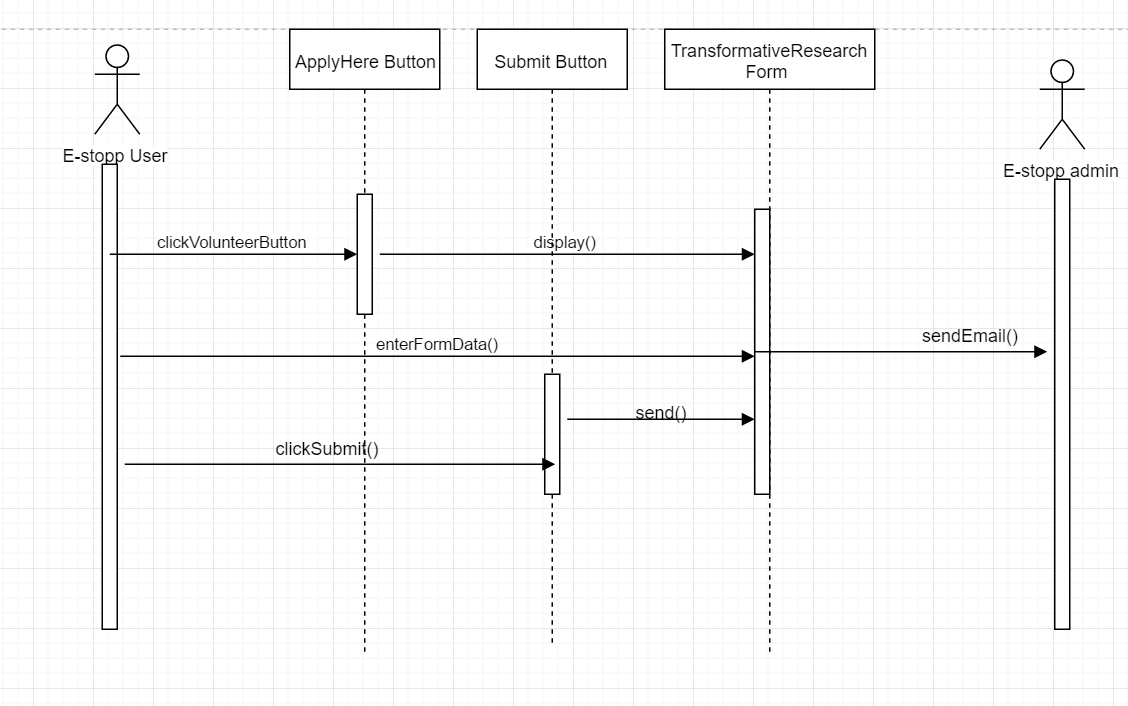 ApplyHere Button
Submit Button
TransformativeResearch
Form
E-stopp User
E-stopp admin
clickVolunteerButton
display()
sendEmail()
enterFormData()
send()
clickSubmit()